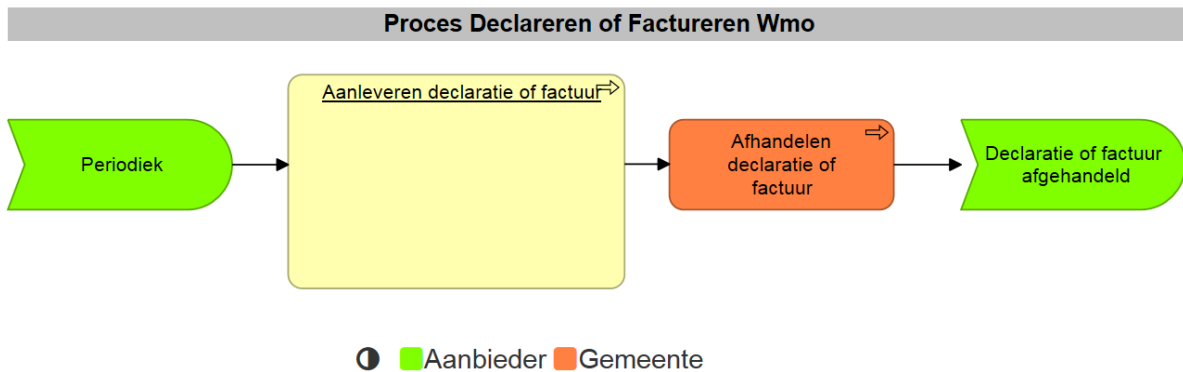 Proces Declareren of Factureren Wmo
Periodiek
Aanleveren declaratie of factuur
Afhandelen
declaratie of
factuur
Declaratie of factuur
afgehandeld
Aanbieder
Gemeente